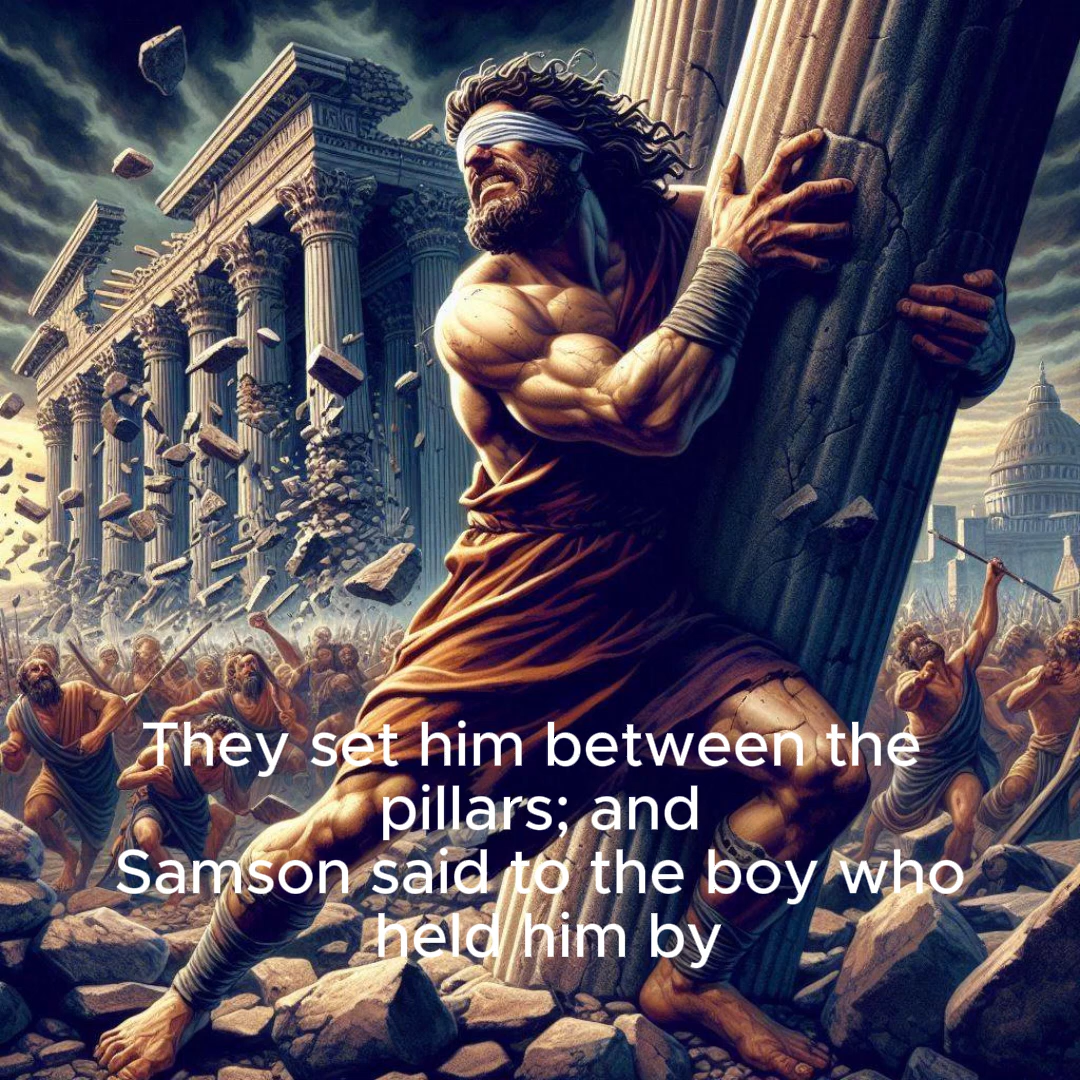 They set him between the
pillars; and
Samson said to the boy who
held him by